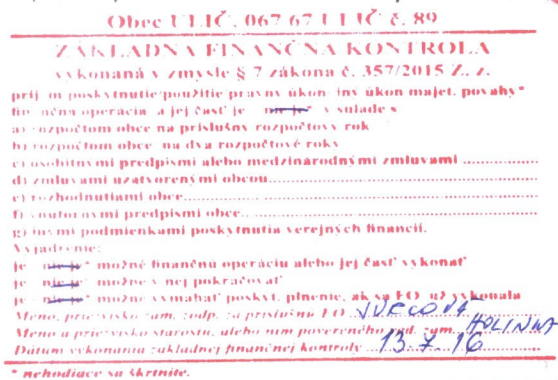 Obec ULIČ, 067 67 ULIČ č. 89
ZÁKLADNÁ FINANČNÁ KONTROLA
vykonaná v zmysle § 7 zákona č. 357/2015 Z. z.
príjem poskytnutie/použitie právny úkon iný úkon majet. povahy*
finančná operácia a jej časť je nie je* v súlade s
a) rozpočtom obce na príslušný rozpočtový rok
b) rozpočtom obce na dva rozpočtové roky
c) osobitnými predpismi alebo medzinárodnými zmluvami ..................
d) zmluvami uzatvorenými obcou..................
e) rozhodnutiami obce..................
f) vnútornými predpismi obce..................
g) inými podmienkami poskytnutia verejných financií.
Vyjadrenie:
je nie je* možné finančnú operáciu alebo jej časť vykonať
je nie je* možné v nej pokračovať
je nie je* možné vymáhať poskyt. plnenie, ak sa FO už vykonala
Meno, priezvisko zam. zodp. za príslušnú FO JURCOVÁ
Meno a priezvisko starostu, alebo ním povereného ved. zam. HOLINKA
Dátum vykonania základnej finančnej kontroly 13.7.16
* nehodiace sa škrtnite.